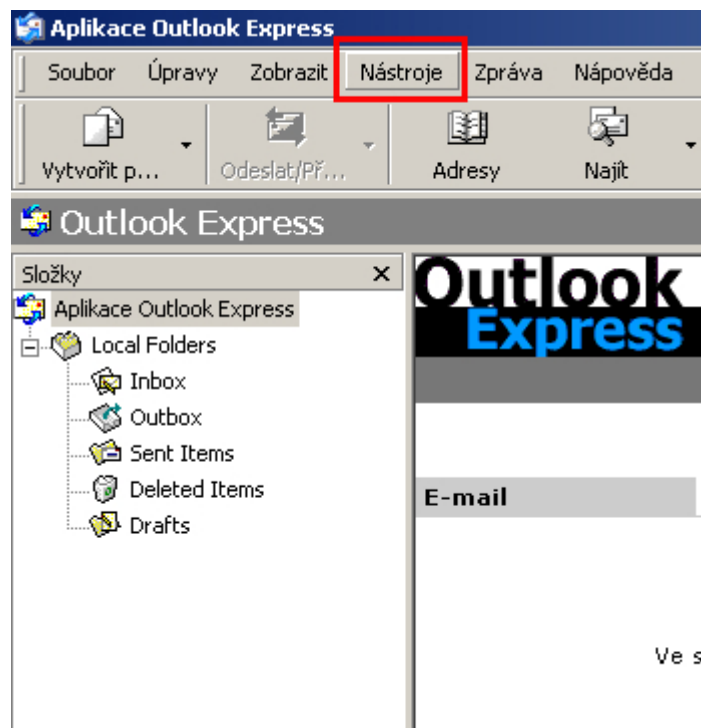 Aplikace Outlook Express
Soubor Úpravy Zobrazit Nástroje Zpráva Nápověda
Vytvořit p... Odeslat/Př... Adresy Najít
Outlook Express
Složky
Aplikace Outlook Express
Local Folders
Inbox
Outbox
Sent Items
Deleted Items
Drafts
Outlook
Express
E-mail
Ve s